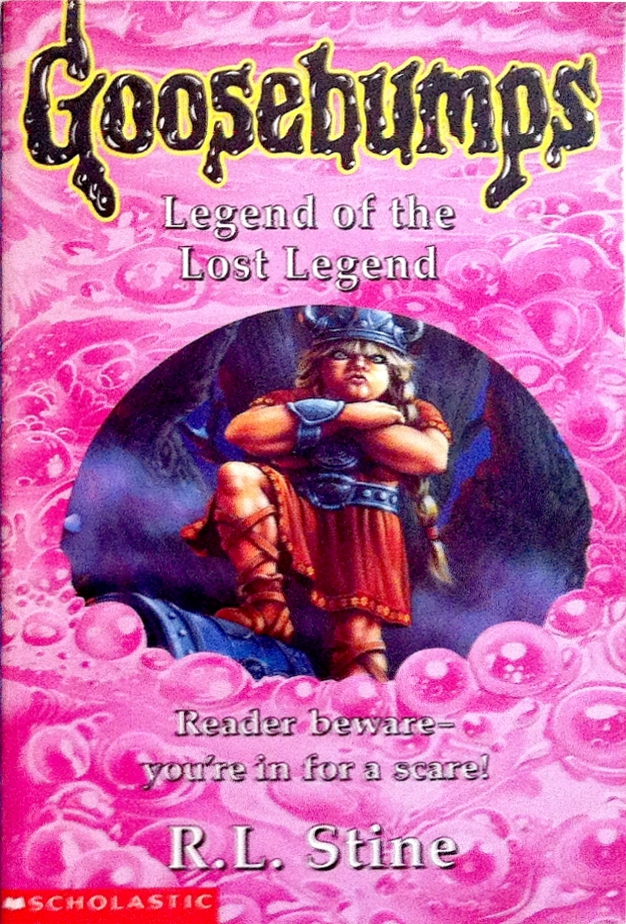 Goosebumps
Legend of the
Lost Legend
Reader beware–
you're in for a scare!
R.L. Stine
SCHOLASTIC